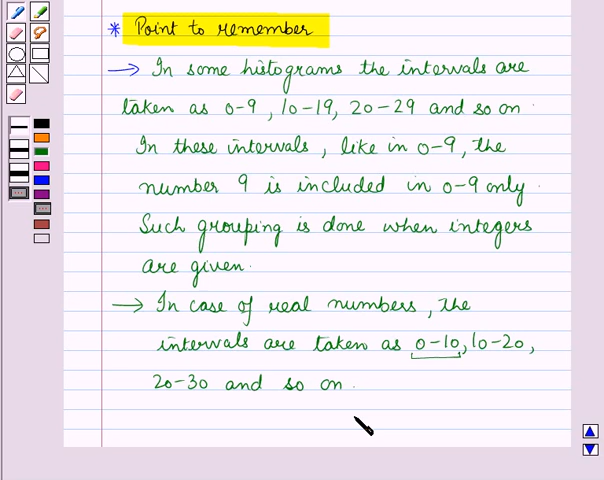 * Point to remember
→ In some histograms the intervals are
taken as 0-9, 10-19, 20-29 and so on.
In these intervals, like in 0-9, the
number 9 is included in 0-9 only.
Such grouping is done when integers
are given.
→ In case of real numbers, the
intervals are taken as 0-10, 10-20,
20-30 and so on.